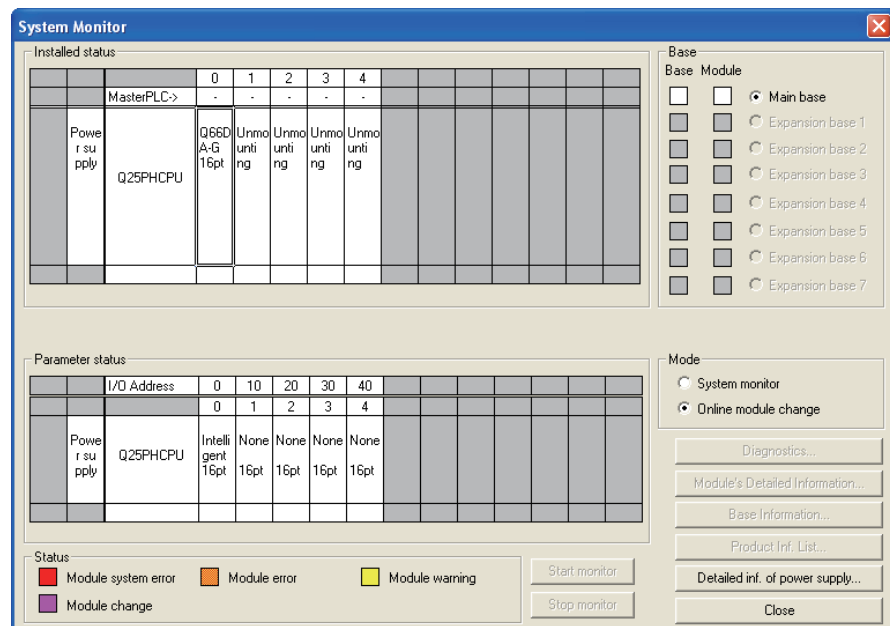 System Monitor
Installed status
0 1 2 3 4
MasterPLC-> - - - - -
Powe
r su
pply
Q25PHCPU
Q66D
A-G
16pt
Unmo
unti
ng
Unmo
unti
ng
Unmo
unti
ng
Unmo
unti
ng
Base
Base Module
Main base
Expansion base 1
Expansion base 2
Expansion base 3
Expansion base 4
Expansion base 5
Expansion base 6
Expansion base 7
Parameter status
I/O Address 0 10 20 30 40
0 1 2 3 4
Powe
r su
pply
Q25PHCPU
Intelli
gent
16pt
None
16pt
None
16pt
None
16pt
None
16pt
Mode
System monitor
Online module change
Diagnostics...
Module's Detailed Information...
Base Information...
Product Inf. List...
Detailed inf. of power supply...
Close
Status
Module system error
Module error
Module warning
Module change
Start monitor
Stop monitor